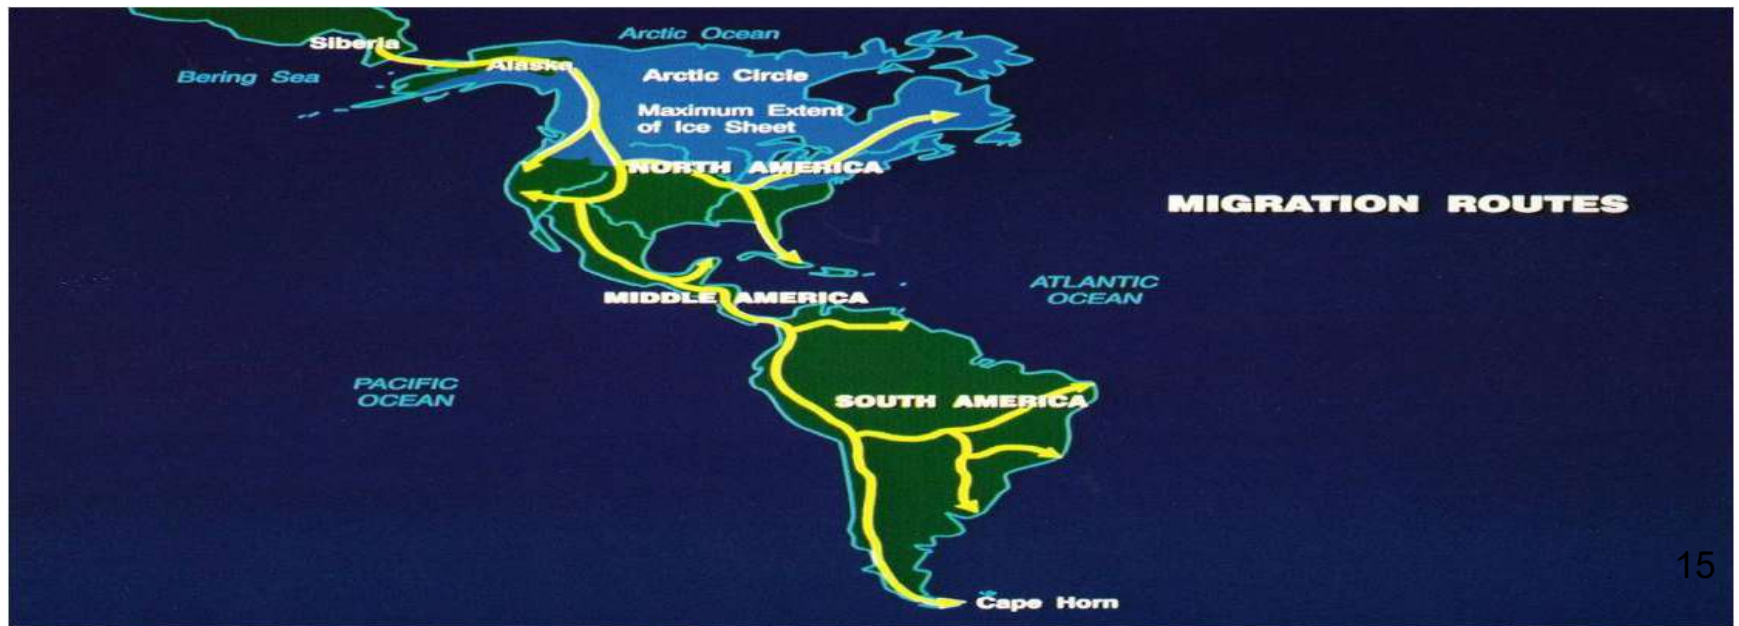 Siberia
Arctic Ocean
Bering Sea
Alaska
Arctic Circle
Maximum Extent
of Ice Sheet
NORTH AMERICA
MIGRATION ROUTES
ATLANTIC
OCEAN
MIDDLE AMERICA
PACIFIC
OCEAN
SOUTH AMERICA
15
Cape Horn